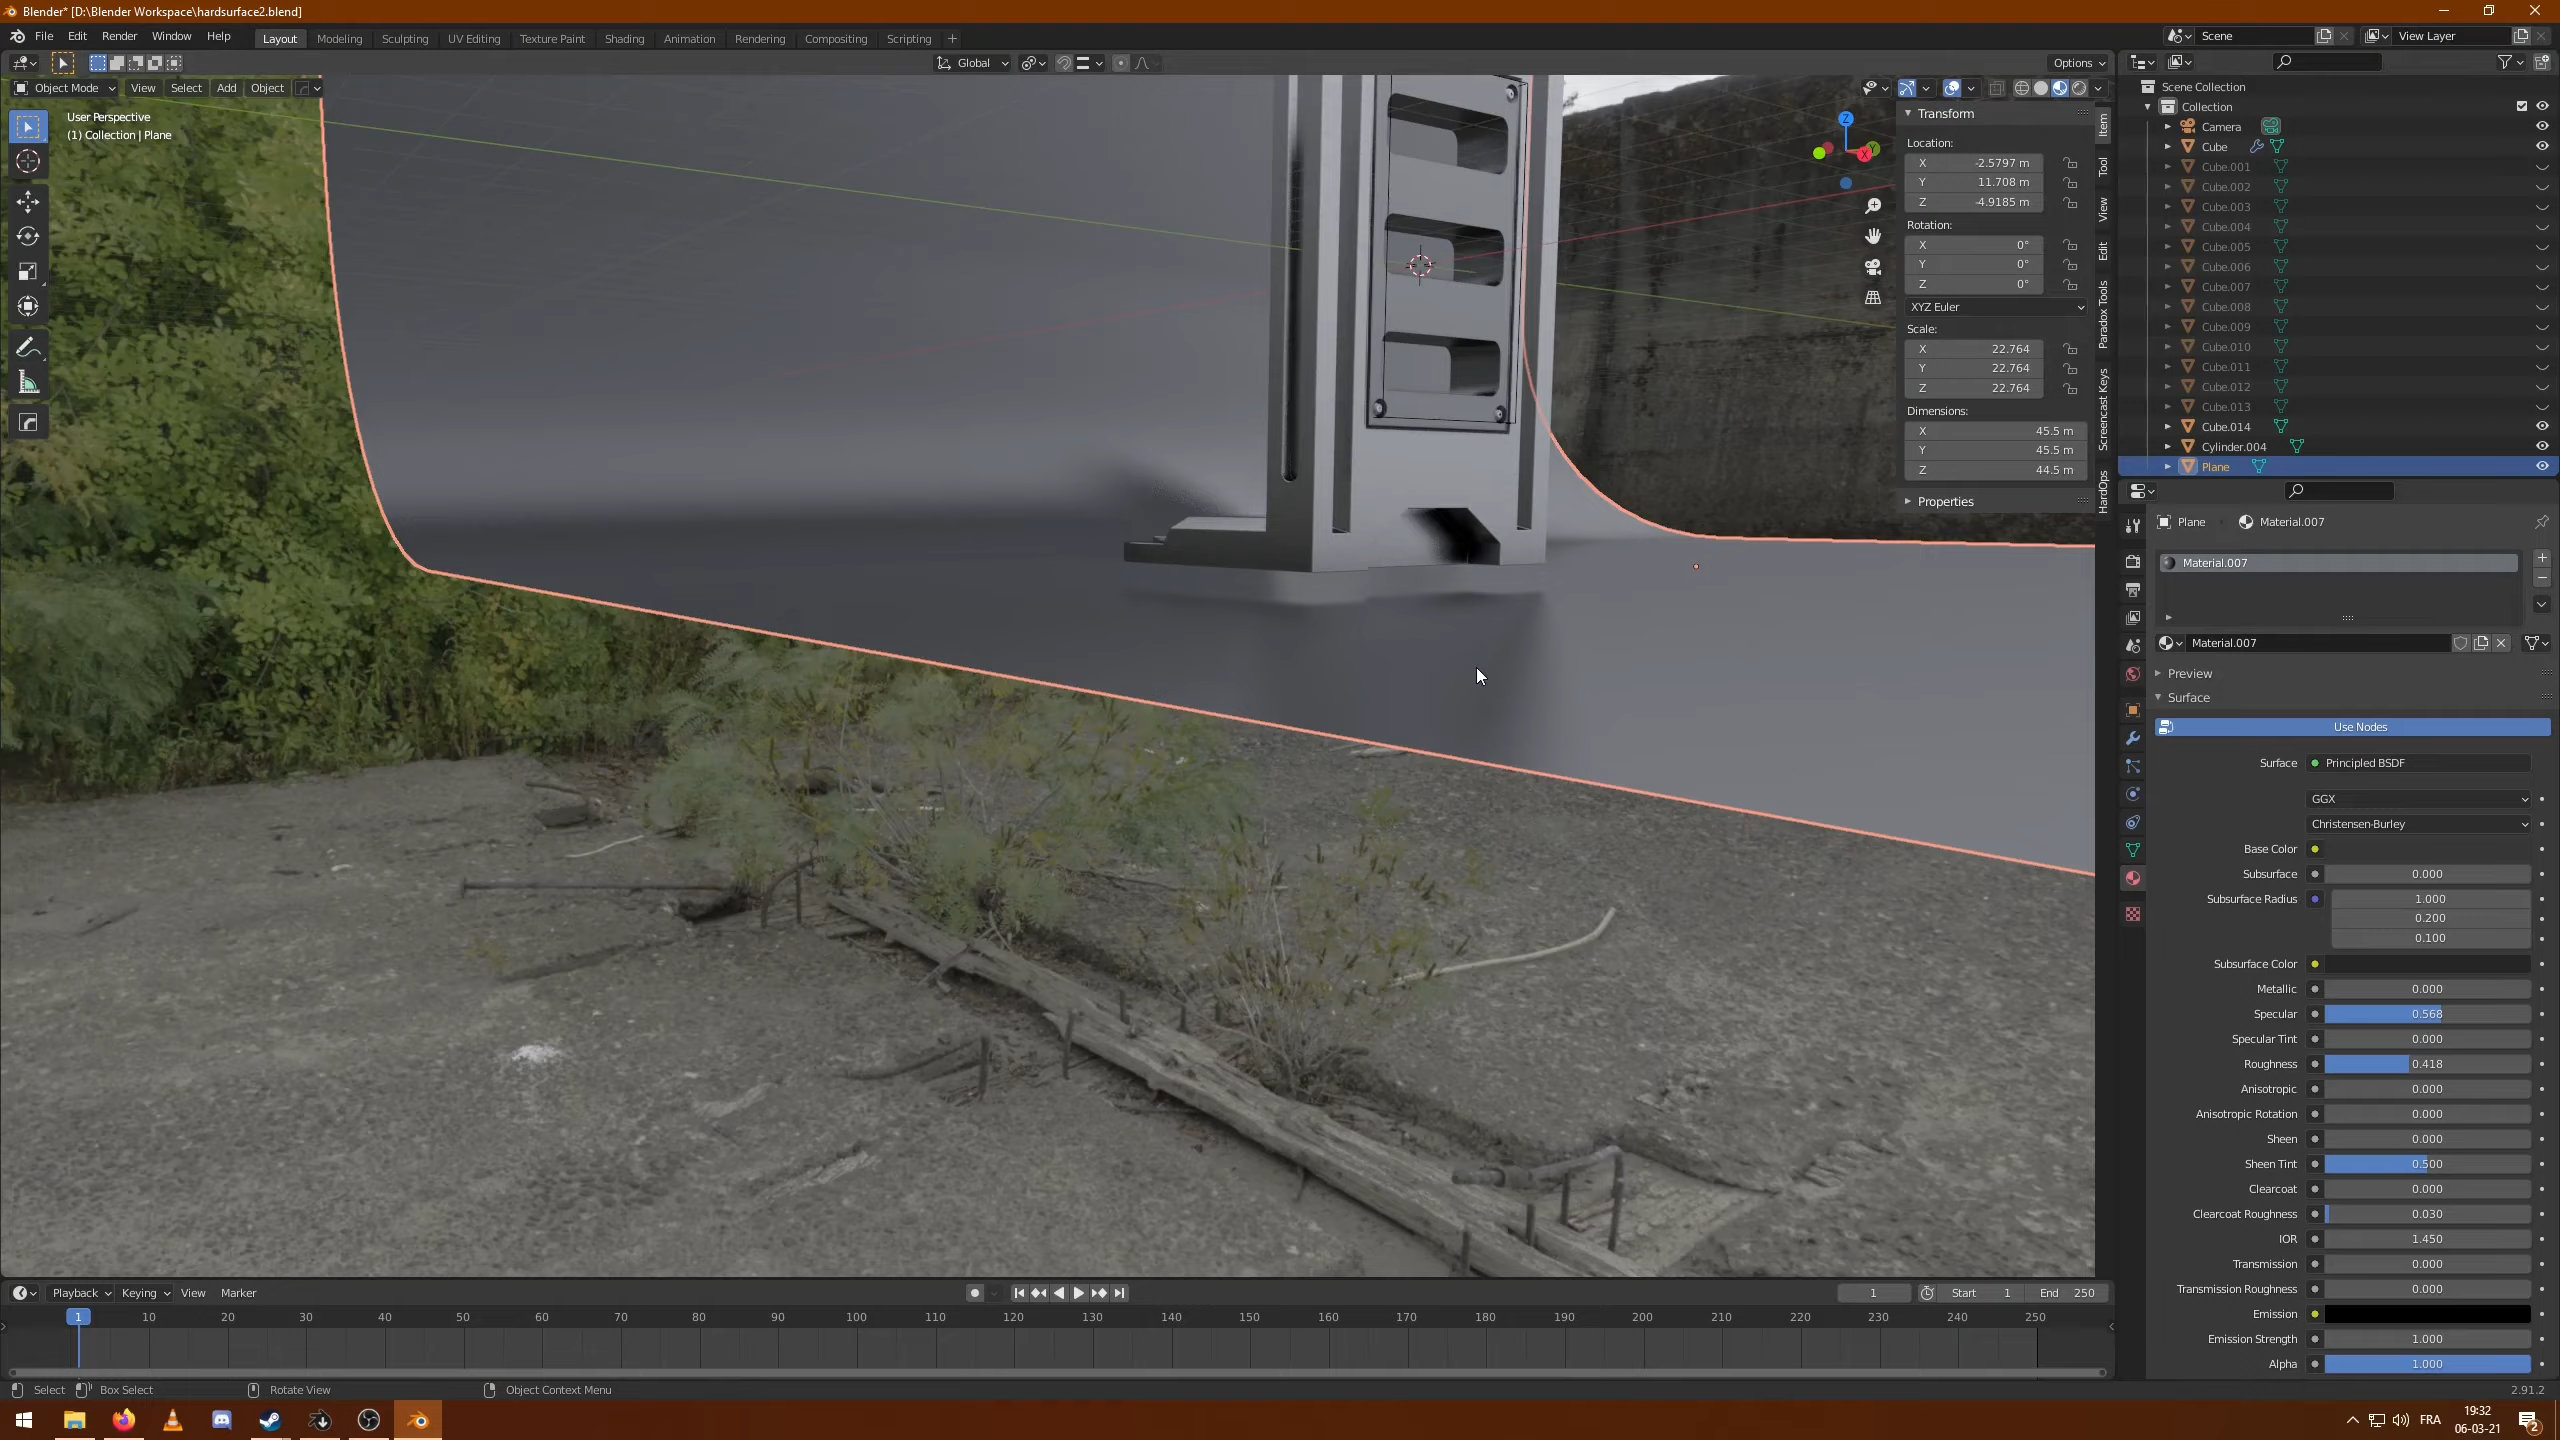 Blender* [D:\Blender Workspace\hardsurface2.blend]
File Edit Render Window Help
Layout Modeling Sculpting UV Editing Texture Paint Shading Animation Rendering Compositing Scripting +
Scene
View Layer
Global
Options
Object Mode View Select Add Object
User Perspective
(1) Collection | Plane
Transform
Location:
X -2.5797 m
Y 11.708 m
Z -4.9185 m
Rotation:
X 0°
Y 0°
Z 0°
XYZ Euler
Scale:
X 22.764
Y 22.764
Z 22.764
Dimensions:
X 45.5 m
Y 45.5 m
Z 44.5 m
Properties
Item
Tool
View
Edit
Paradox Tools
Screencast Keys
HardOps
Z
Y
X
Scene Collection
Collection
Camera
Cube
Cube.001
Cube.002
Cube.003
Cube.004
Cube.005
Cube.006
Cube.007
Cube.008
Cube.009
Cube.010
Cube.011
Cube.012
Cube.013
Cube.014
Cylinder.004
Plane
Plane Material.007
Material.007
Material.007
Preview
Surface
Use Nodes
Surface Principled BSDF
GGX
Christensen-Burley
Base Color
Subsurface 0.000
Subsurface Radius 1.000
0.200
0.100
Subsurface Color
Metallic 0.000
Specular 0.568
Specular Tint 0.000
Roughness 0.418
Anisotropic 0.000
Anisotropic Rotation 0.000
Sheen 0.000
Sheen Tint 0.500
Clearcoat 0.000
Clearcoat Roughness 0.030
IOR 1.450
Transmission 0.000
Transmission Roughness 0.000
Emission
Emission Strength 1.000
Alpha 1.000
Playback Keying View Marker
1 Start 1 End 250
1 10 20 30 40 50 60 70 80 90 100 110 120 130 140 150 160 170 180 190 200 210 220 230 240 250
Select Box Select Rotate View Object Context Menu
2.91.2
FRA
19:32
06-03-21
2